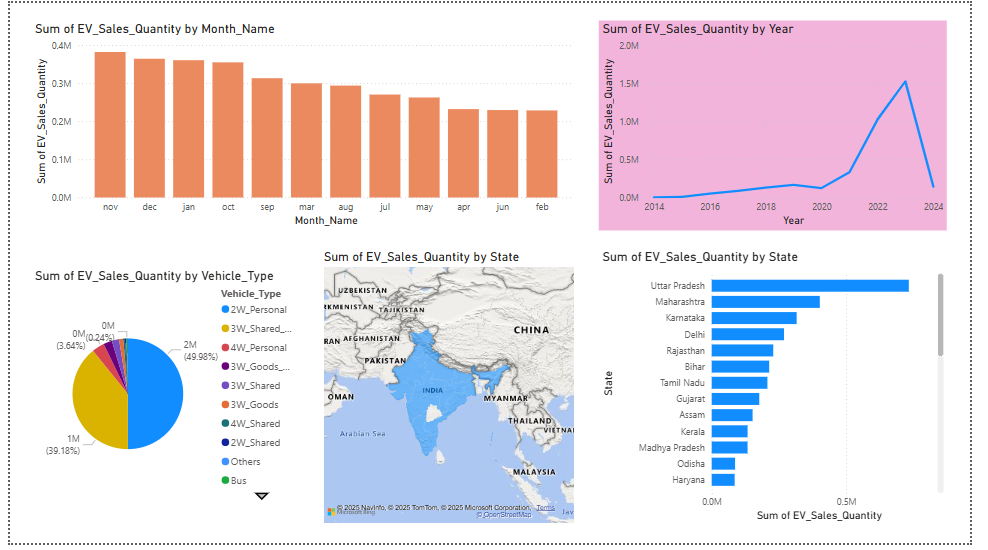 Sum of EV_Sales_Quantity by Month_Name
0.4M
0.3M
0.2M
0.1M
0.0M
Sum of EV_Sales_Quantity
nov dec jan oct sep mar aug jul may apr jun feb
Month_Name
Sum of EV_Sales_Quantity by Year
2.0M
1.5M
1.0M
0.5M
0.0M
Sum of EV_Sales_Quantity
2014 2016 2018 2020 2022 2024
Year
Sum of EV_Sales_Quantity by Vehicle_Type
0M
(0.24%)
0M
(3.64%)
2M
(49.98%)
1M
(39.18%)
Vehicle_Type
2W_Personal
3W_Shared_...
4W_Personal
3W_Goods_...
3W_Shared
3W_Goods
4W_Shared
2W_Shared
Others
Bus
Sum of EV_Sales_Quantity by State
UZBEKISTAN
RKMENISTAN
TAJIKISTAN
CHINA
RAN
AFGHANISTAN
PAKISTAN
OMAN
INDIA
MYANMAR
Arabian Sea
THAILAND
VIETNA
MALAYSIA
Jav
© 2025 NavInfo, © 2025 TomTom, © 2025 Microsoft Corporation, Terms
© OpenStreetMap
Microsoft Bing
Sum of EV_Sales_Quantity by State
State
Uttar Pradesh
Maharashtra
Karnataka
Delhi
Rajasthan
Bihar
Tamil Nadu
Gujarat
Assam
Kerala
Madhya Pradesh
Odisha
Haryana
0.0M 0.5M
Sum of EV_Sales_Quantity